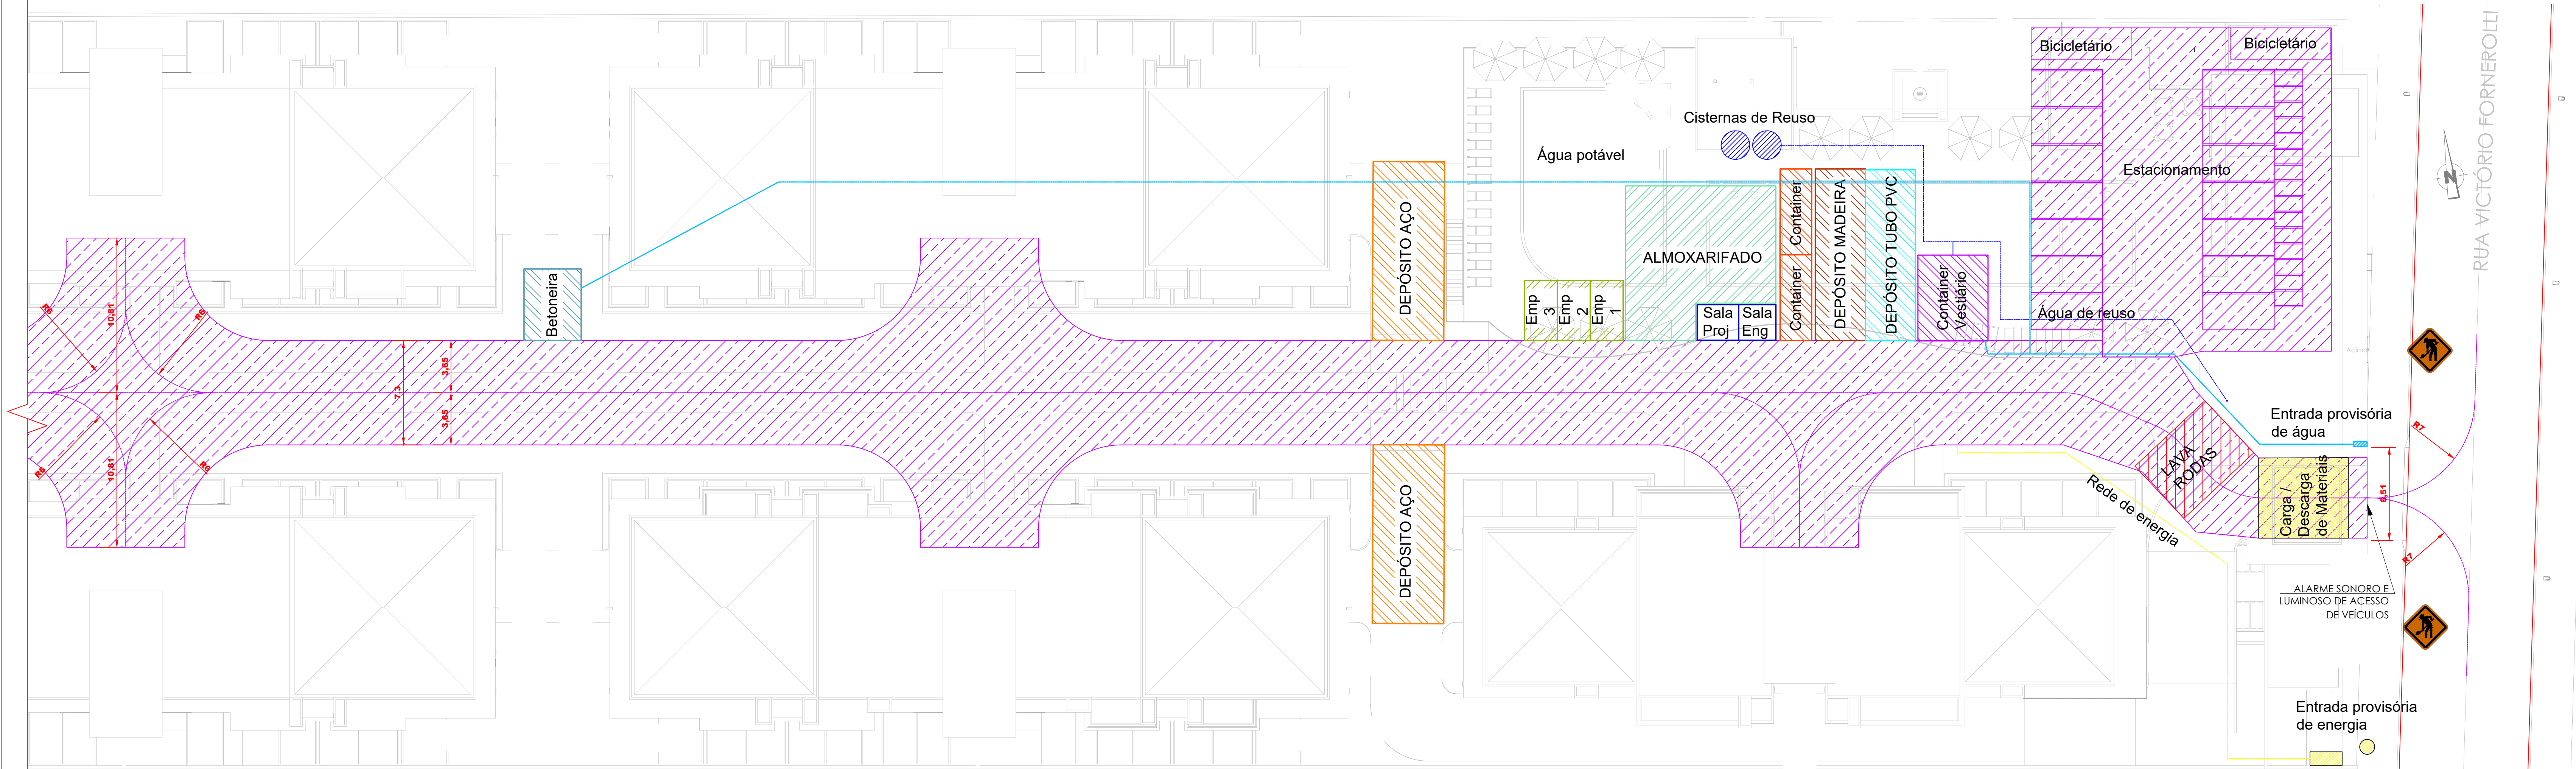 Bicicletário
Bicicletário
RUA VICTÓRIO FORNEROLLI
Cisternas de Reuso
Água potável
Estacionamento
N
DEPÓSITO AÇO
ALMOXARIFADO
Container
Container
DEPÓSITO MADEIRA
DEPÓSITO TUBO PVC
Container
Vestiário
Betoneira
Emp
3
Emp
2
Emp
1
Sala
Proj
Sala
Eng
Água de reuso
R6
10,81
R6
7,3
3,65
3,65
R6
10,81
R6
Entrada provisória
de água
R7
LAVA
RODAS
Carga /
Descarga
de Materiais
6,51
Rede de energia
DEPÓSITO AÇO
R7
ALARME SONORO E
LUMINOSO DE ACESSO
DE VEÍCULOS
Entrada provisória
de energia